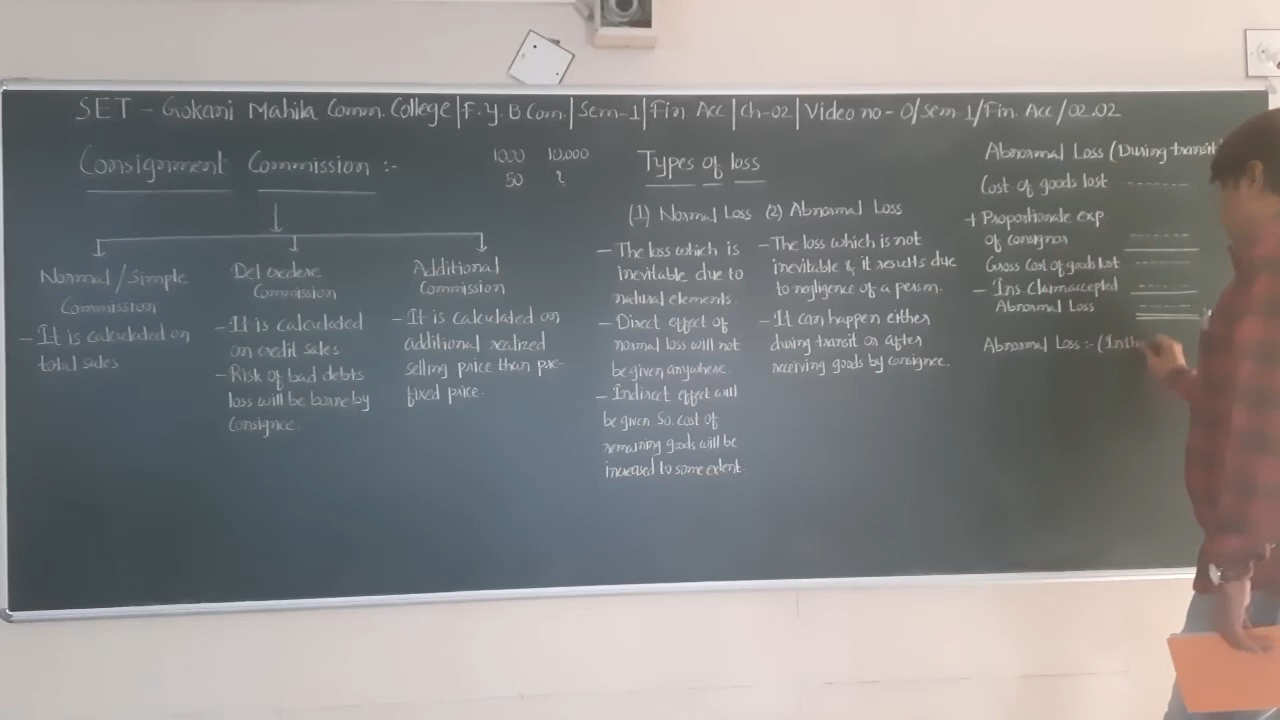 SET - Gokani Mahila Comm. College | F.Y. B Com. | Sem-1 | Fin. Acc | Ch-02 | Video no - 0/Sem 1/Fin. Acc/02.02
Consignment Commission :-
1000 10,000
50 ?
Normal / Simple
Commission
- It is calculated on
total sales
Del credere
Commission
- It is calculated
on credit sales
- Risk of bad debts
loss will be borne by
consignee.
Additional
Commission
- It is calculated on
additional realized
selling price than pre-
fixed price.
Types of loss
(1) Normal Loss (2) Abnormal Loss
- The loss which is
inevitable due to
natural elements.
- Direct effect of
normal loss will not
be given anywhere.
- Indirect effect will
be given so, cost of
remaining goods will be
increased to some extent.
- The loss which is not
inevitable & it results due
to negligence of a person.
- It can happen either
during transit or after
receiving goods by consignee.
Abnormal Loss (During transit
Cost of goods lost ------
+ Proportionate exp.
of consignor ------
Gross cost of goods lost ------
- Ins. claim accepted ------
Abnormal Loss ------
Abnormal Loss :- (In th